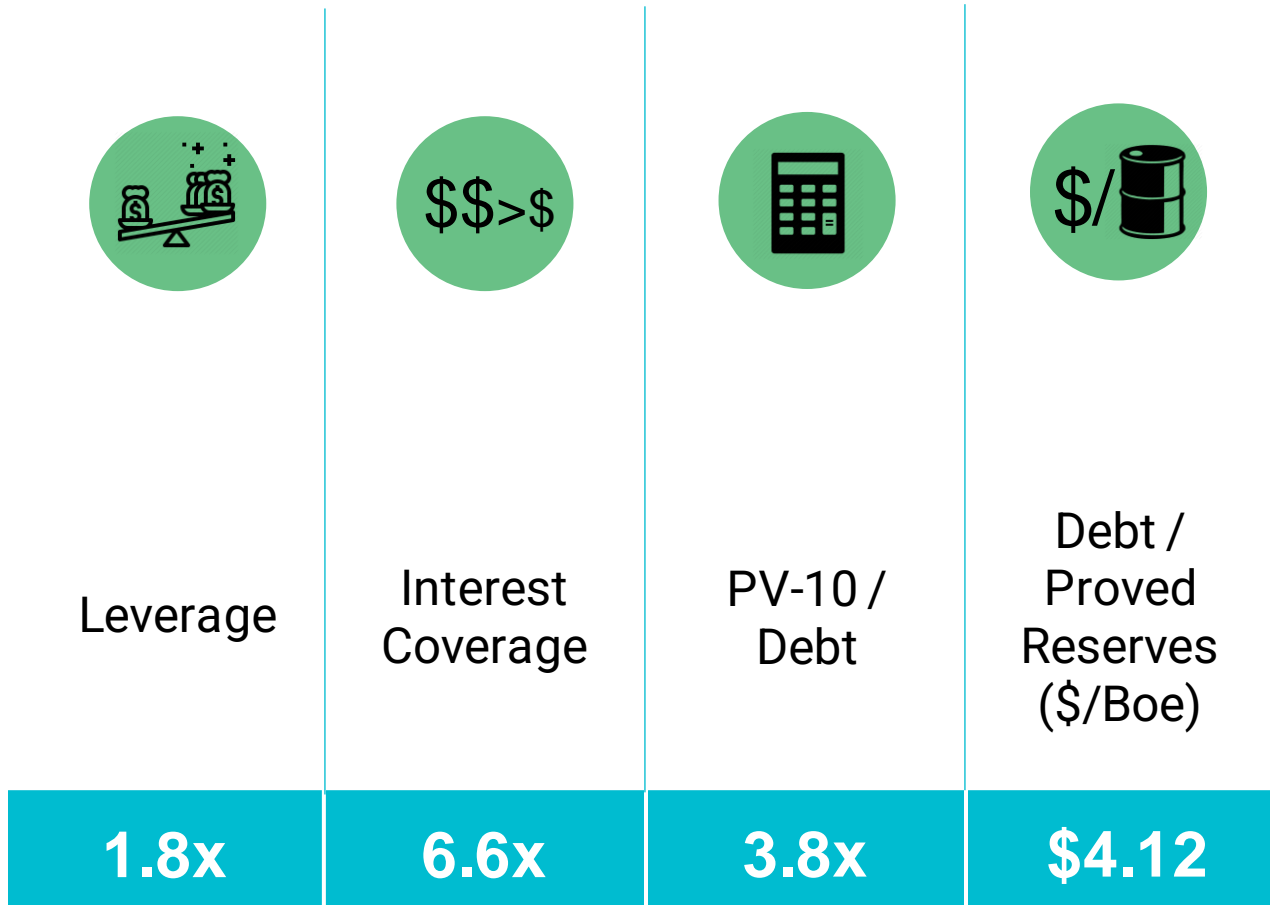 $$>$
$/
Leverage
Interest
Coverage
PV-10 /
Debt
Debt /
Proved
Reserves
($/Boe)
1.8x
6.6x
3.8x
$4.12